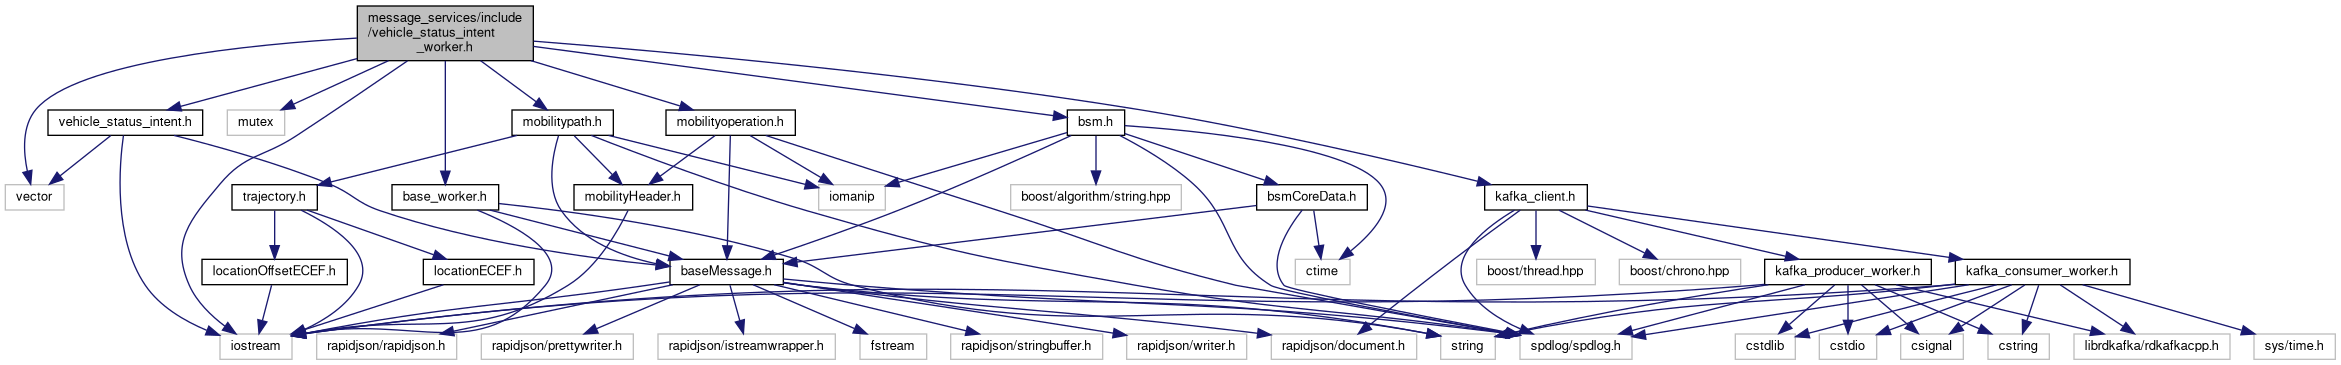 message_services/include
/vehicle_status_intent
_worker.h
vehicle_status_intent.h
mutex
mobilitypath.h
mobilityoperation.h
bsm.h
vector
trajectory.h
base_worker.h
mobilityHeader.h
iomanip
boost/algorithm/string.hpp
bsmCoreData.h
kafka_client.h
locationOffsetECEF.h
locationECEF.h
baseMessage.h
ctime
boost/thread.hpp
boost/chrono.hpp
kafka_producer_worker.h
kafka_consumer_worker.h
iostream
rapidjson/rapidjson.h
rapidjson/prettywriter.h
rapidjson/istreamwrapper.h
fstream
rapidjson/stringbuffer.h
rapidjson/writer.h
rapidjson/document.h
string
spdlog/spdlog.h
cstdlib
cstdio
csignal
cstring
librdkafka/rdkafkacpp.h
sys/time.h